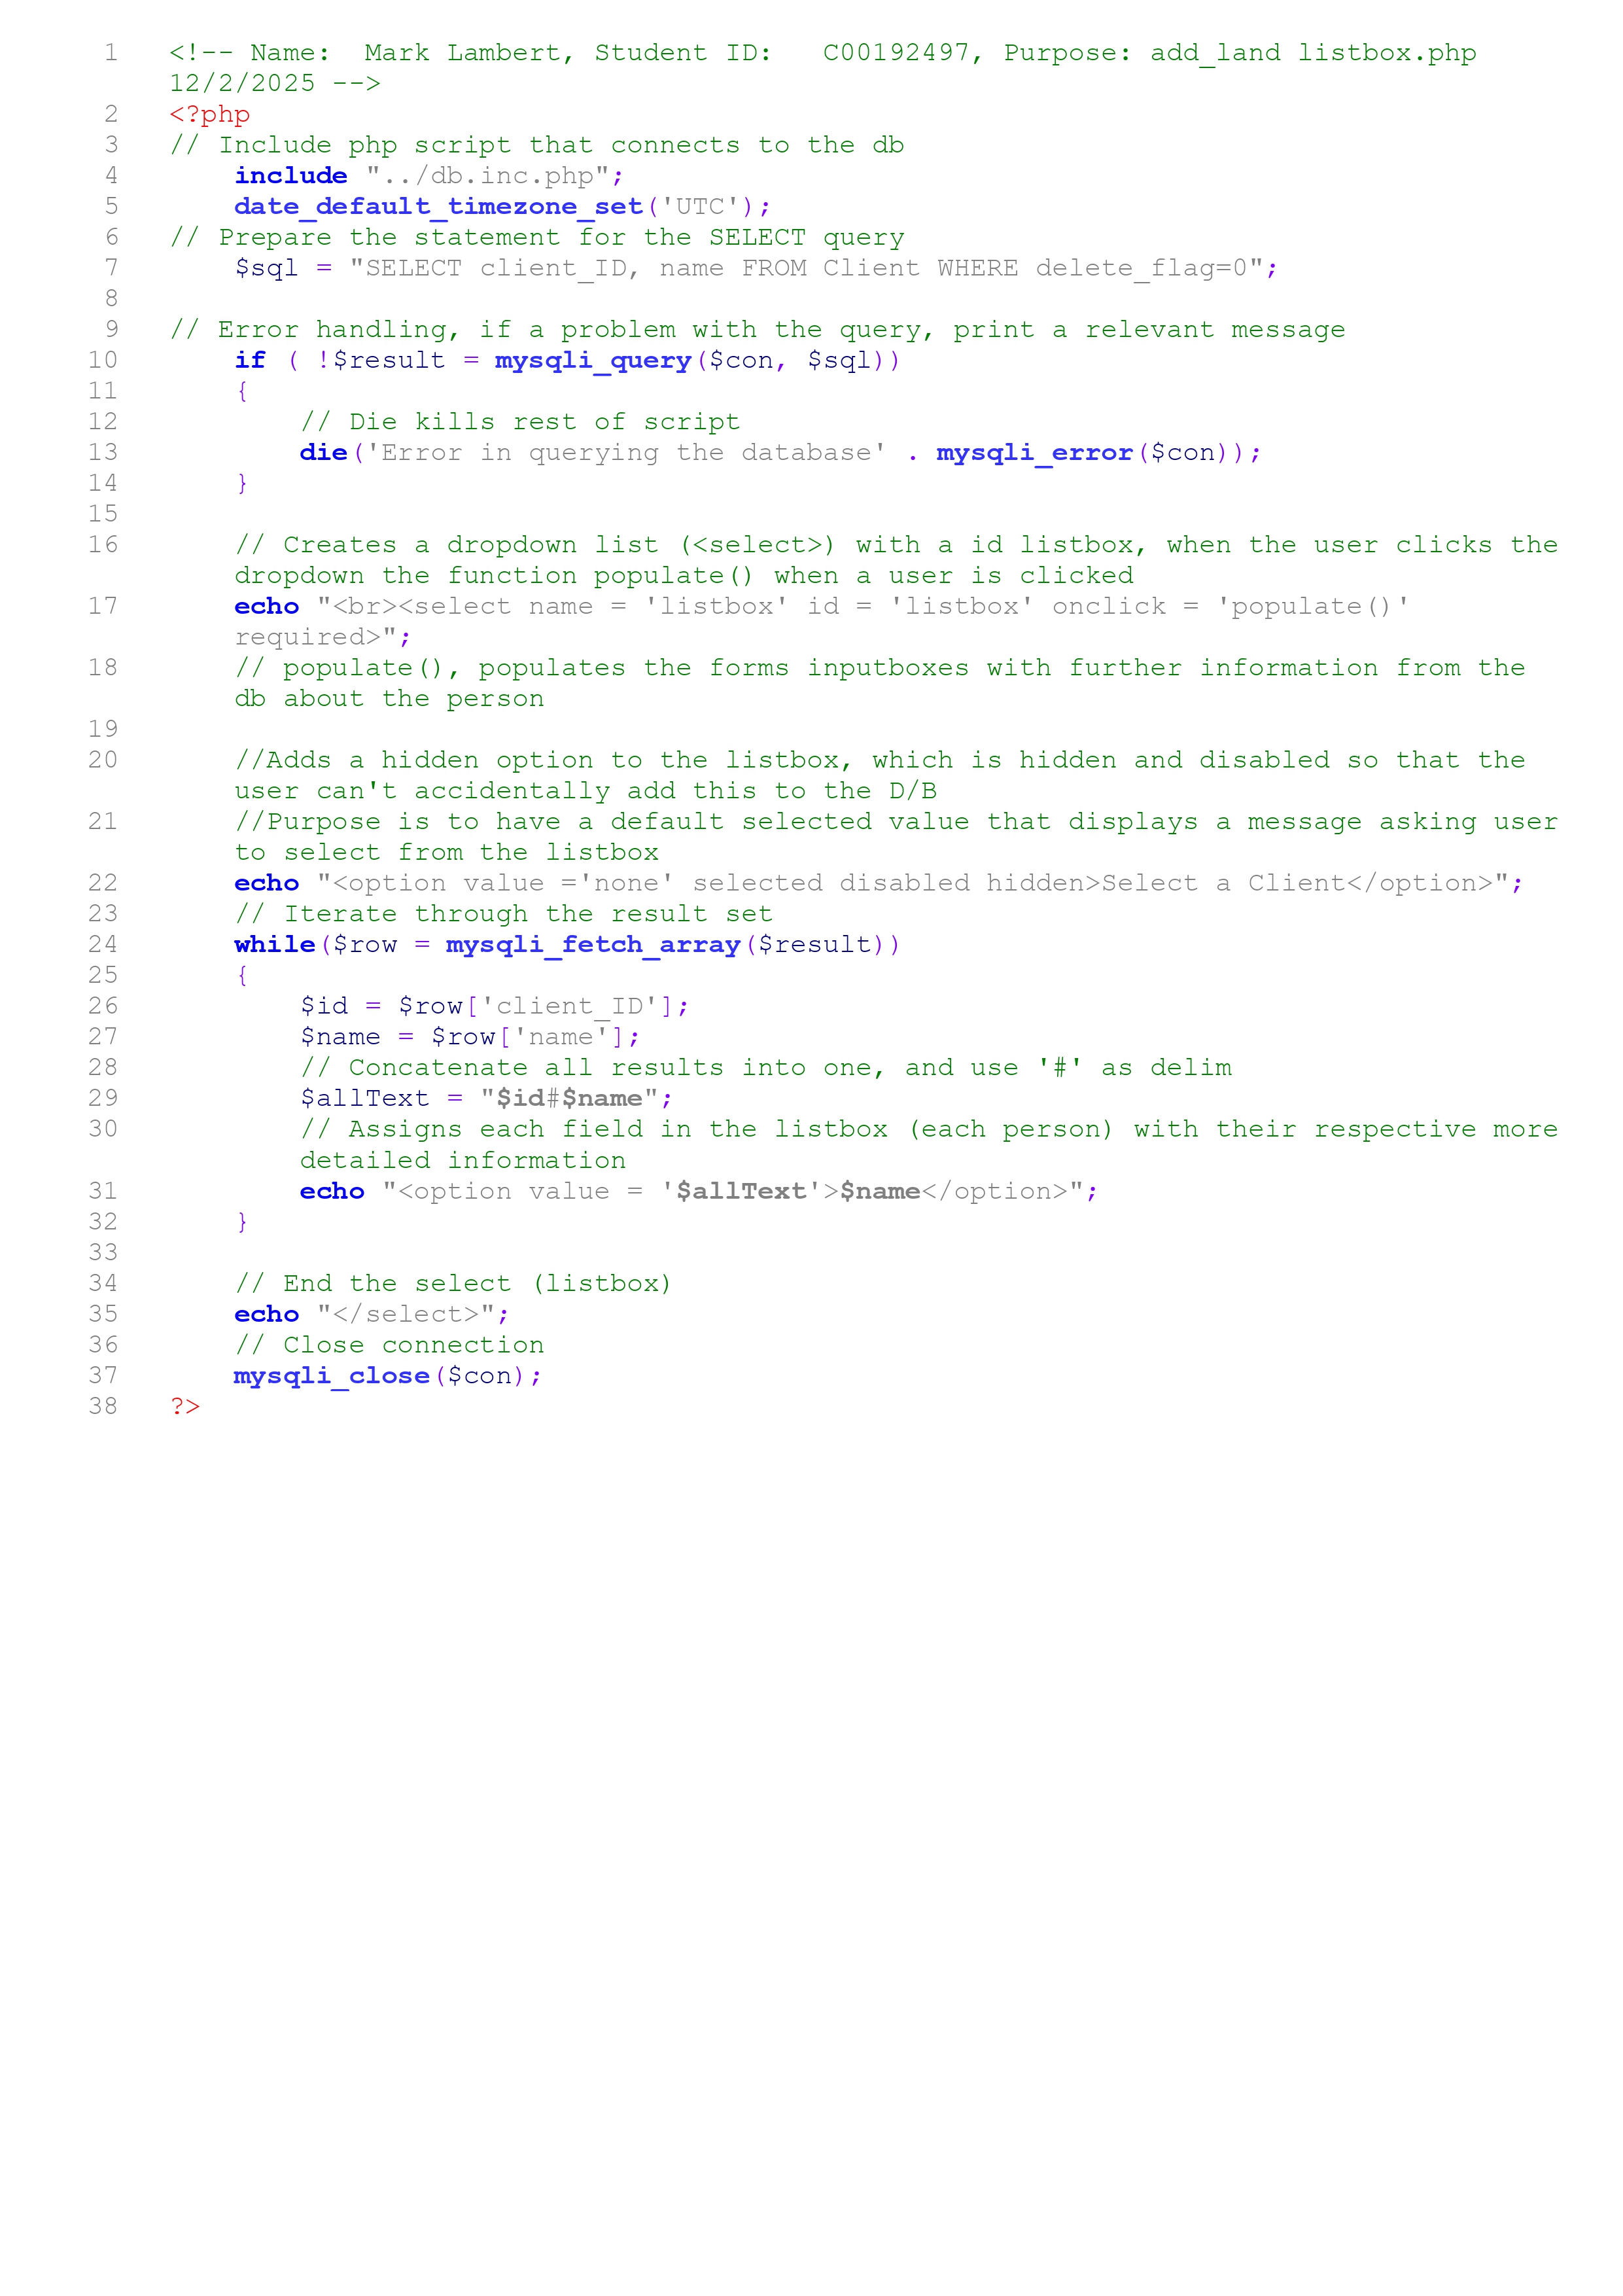 1 <!-- Name:  Mark Lambert, Student ID:   C00192497, Purpose: add_land listbox.php
12/2/2025 -->
2 <?php
3 // Include php script that connects to the db
4     include "../db.inc.php";
5     date_default_timezone_set('UTC');
6 // Prepare the statement for the SELECT query
7     $sql = "SELECT client_ID, name FROM Client WHERE delete_flag=0";
8
9 // Error handling, if a problem with the query, print a relevant message
10     if ( !$result = mysqli_query($con, $sql))
11     {
12         // Die kills rest of script
13         die('Error in querying the database' . mysqli_error($con));
14     }
15
16     // Creates a dropdown list (<select>) with a id listbox, when the user clicks the
dropdown the function populate() when a user is clicked
17     echo "<br><select name = 'listbox' id = 'listbox' onclick = 'populate()'
required>";
18     // populate(), populates the forms inputboxes with further information from the
db about the person
19
20     //Adds a hidden option to the listbox, which is hidden and disabled so that the
user can't accidentally add this to the D/B
21     //Purpose is to have a default selected value that displays a message asking user
to select from the listbox
22     echo "<option value ='none' selected disabled hidden>Select a Client</option>";
23     // Iterate through the result set
24     while($row = mysqli_fetch_array($result))
25     {
26         $id = $row['client_ID'];
27         $name = $row['name'];
28         // Concatenate all results into one, and use '#' as delim
29         $allText = "$id#$name";
30         // Assigns each field in the listbox (each person) with their respective more
detailed information
31         echo "<option value = '$allText'>$name</option>";
32     }
33
34     // End the select (listbox)
35     echo "</select>";
36     // Close connection
37     mysqli_close($con);
38 ?>